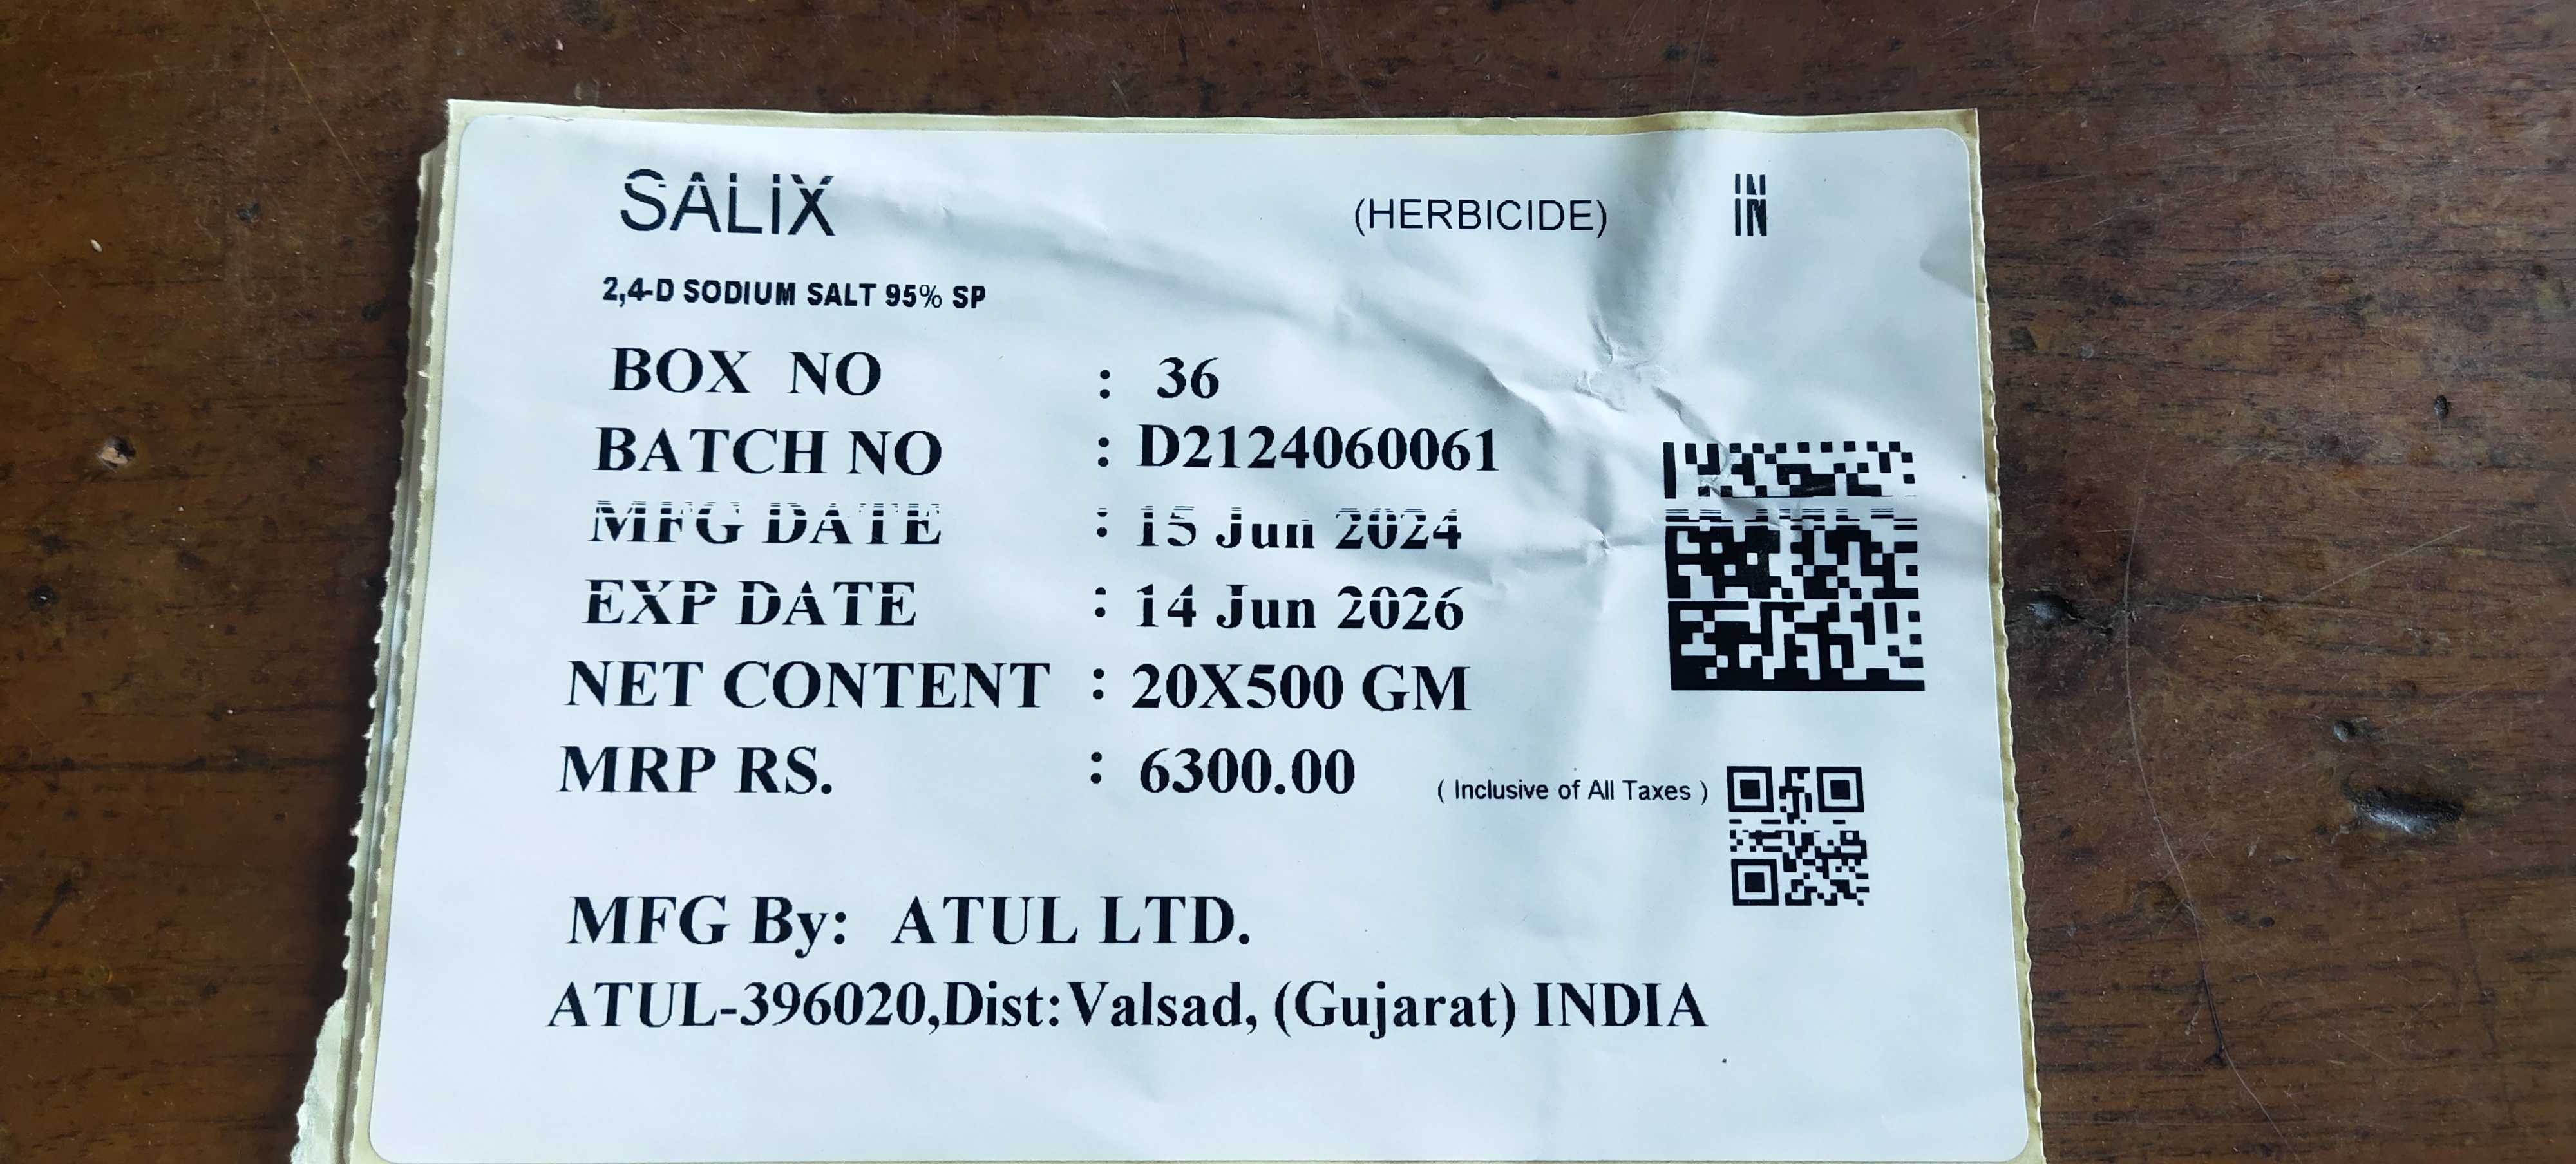 SALIX (HERBICIDE) IN
2,4-D SODIUM SALT 95% SP
BOX NO : 36
BATCH NO : D2124060061
MFG DATE : 15 Jun 2024
EXP DATE : 14 Jun 2026
NET CONTENT : 20X500 GM
MRP RS. : 6300.00 ( Inclusive of All Taxes )
MFG By: ATUL LTD.
ATUL-396020,Dist:Valsad, (Gujarat) INDIA